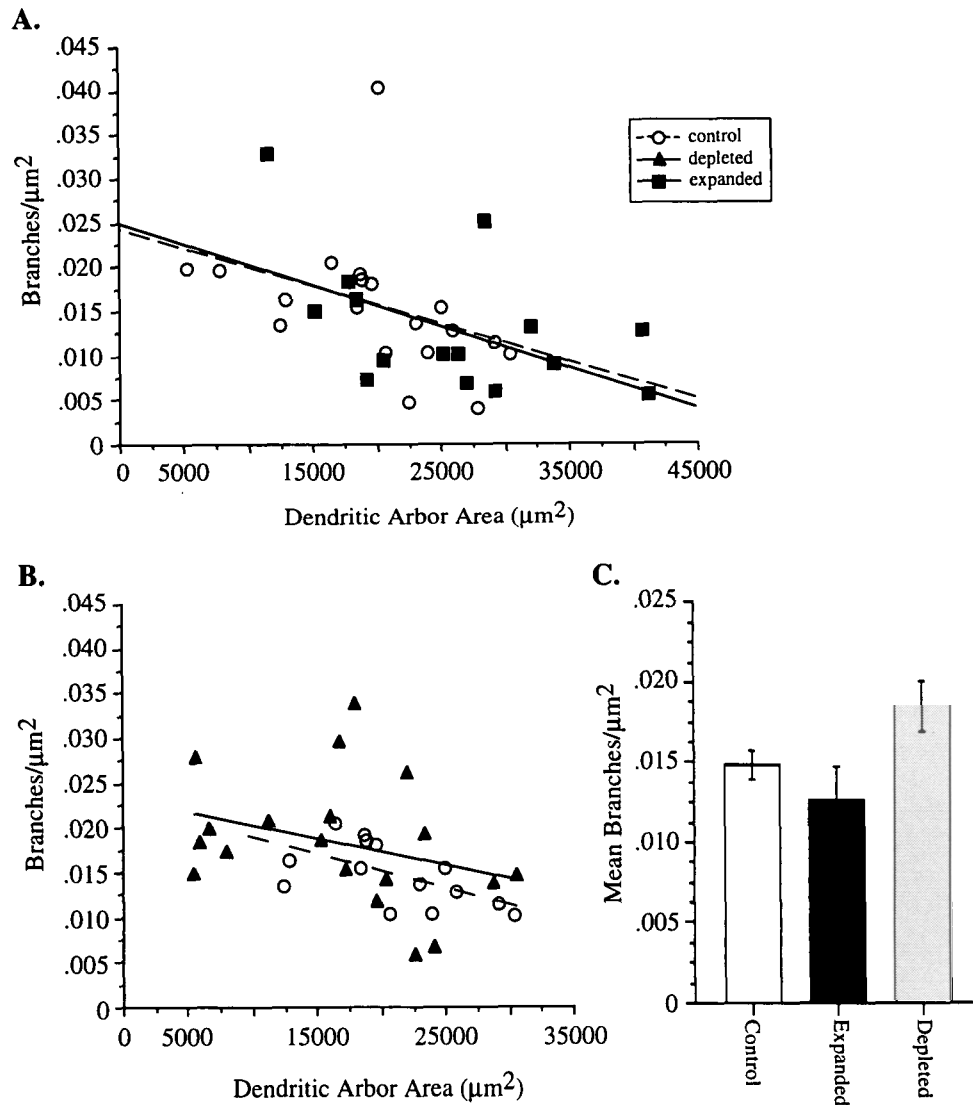 A.
.045
.040
.035
.030
.025
.020
.015
.010
.005
0
Branches/µm²
control
depleted
expanded
0 5000 15000 25000 35000 45000
Dendritic Arbor Area (µm²)
B.
.045
.040
.035
.030
.025
.020
.015
.010
.005
0
Branches/µm²
0 5000 15000 25000 35000
Dendritic Arbor Area (µm²)
C.
.025
.020
.015
.010
.005
0
Mean Branches/µm²
Control
Expanded
Depleted